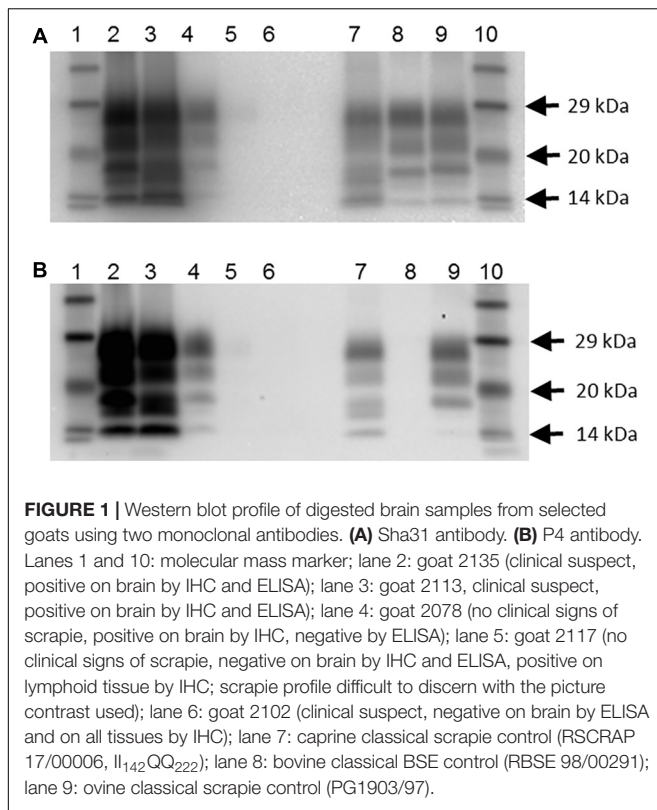 A 1 2 3 4 5 6 7 8 9 10
29 kDa
20 kDa
14 kDa
B 1 2 3 4 5 6 7 8 9 10
29 kDa
20 kDa
14 kDa
FIGURE 1 | Western blot profile of digested brain samples from selected
goats using two monoclonal antibodies. (A) Sha31 antibody. (B) P4 antibody.
Lanes 1 and 10: molecular mass marker; lane 2: goat 2135 (clinical suspect,
positive on brain by IHC and ELISA); lane 3: goat 2113, clinical suspect,
positive on brain by IHC and ELISA); lane 4: goat 2078 (no clinical signs of
scrapie, positive on brain by IHC, negative by ELISA); lane 5: goat 2117 (no
clinical signs of scrapie, negative on brain by IHC and ELISA, positive on
lymphoid tissue by IHC; scrapie profile difficult to discern with the picture
contrast used); lane 6: goat 2102 (clinical suspect, negative on brain by ELISA
and on all tissues by IHC); lane 7: caprine classical scrapie control (RSCRAP
17/00006, II₁₄₂QQ₂₂₂); lane 8: bovine classical BSE control (RBSE 98/00291);
lane 9: ovine classical scrapie control (PG1903/97).